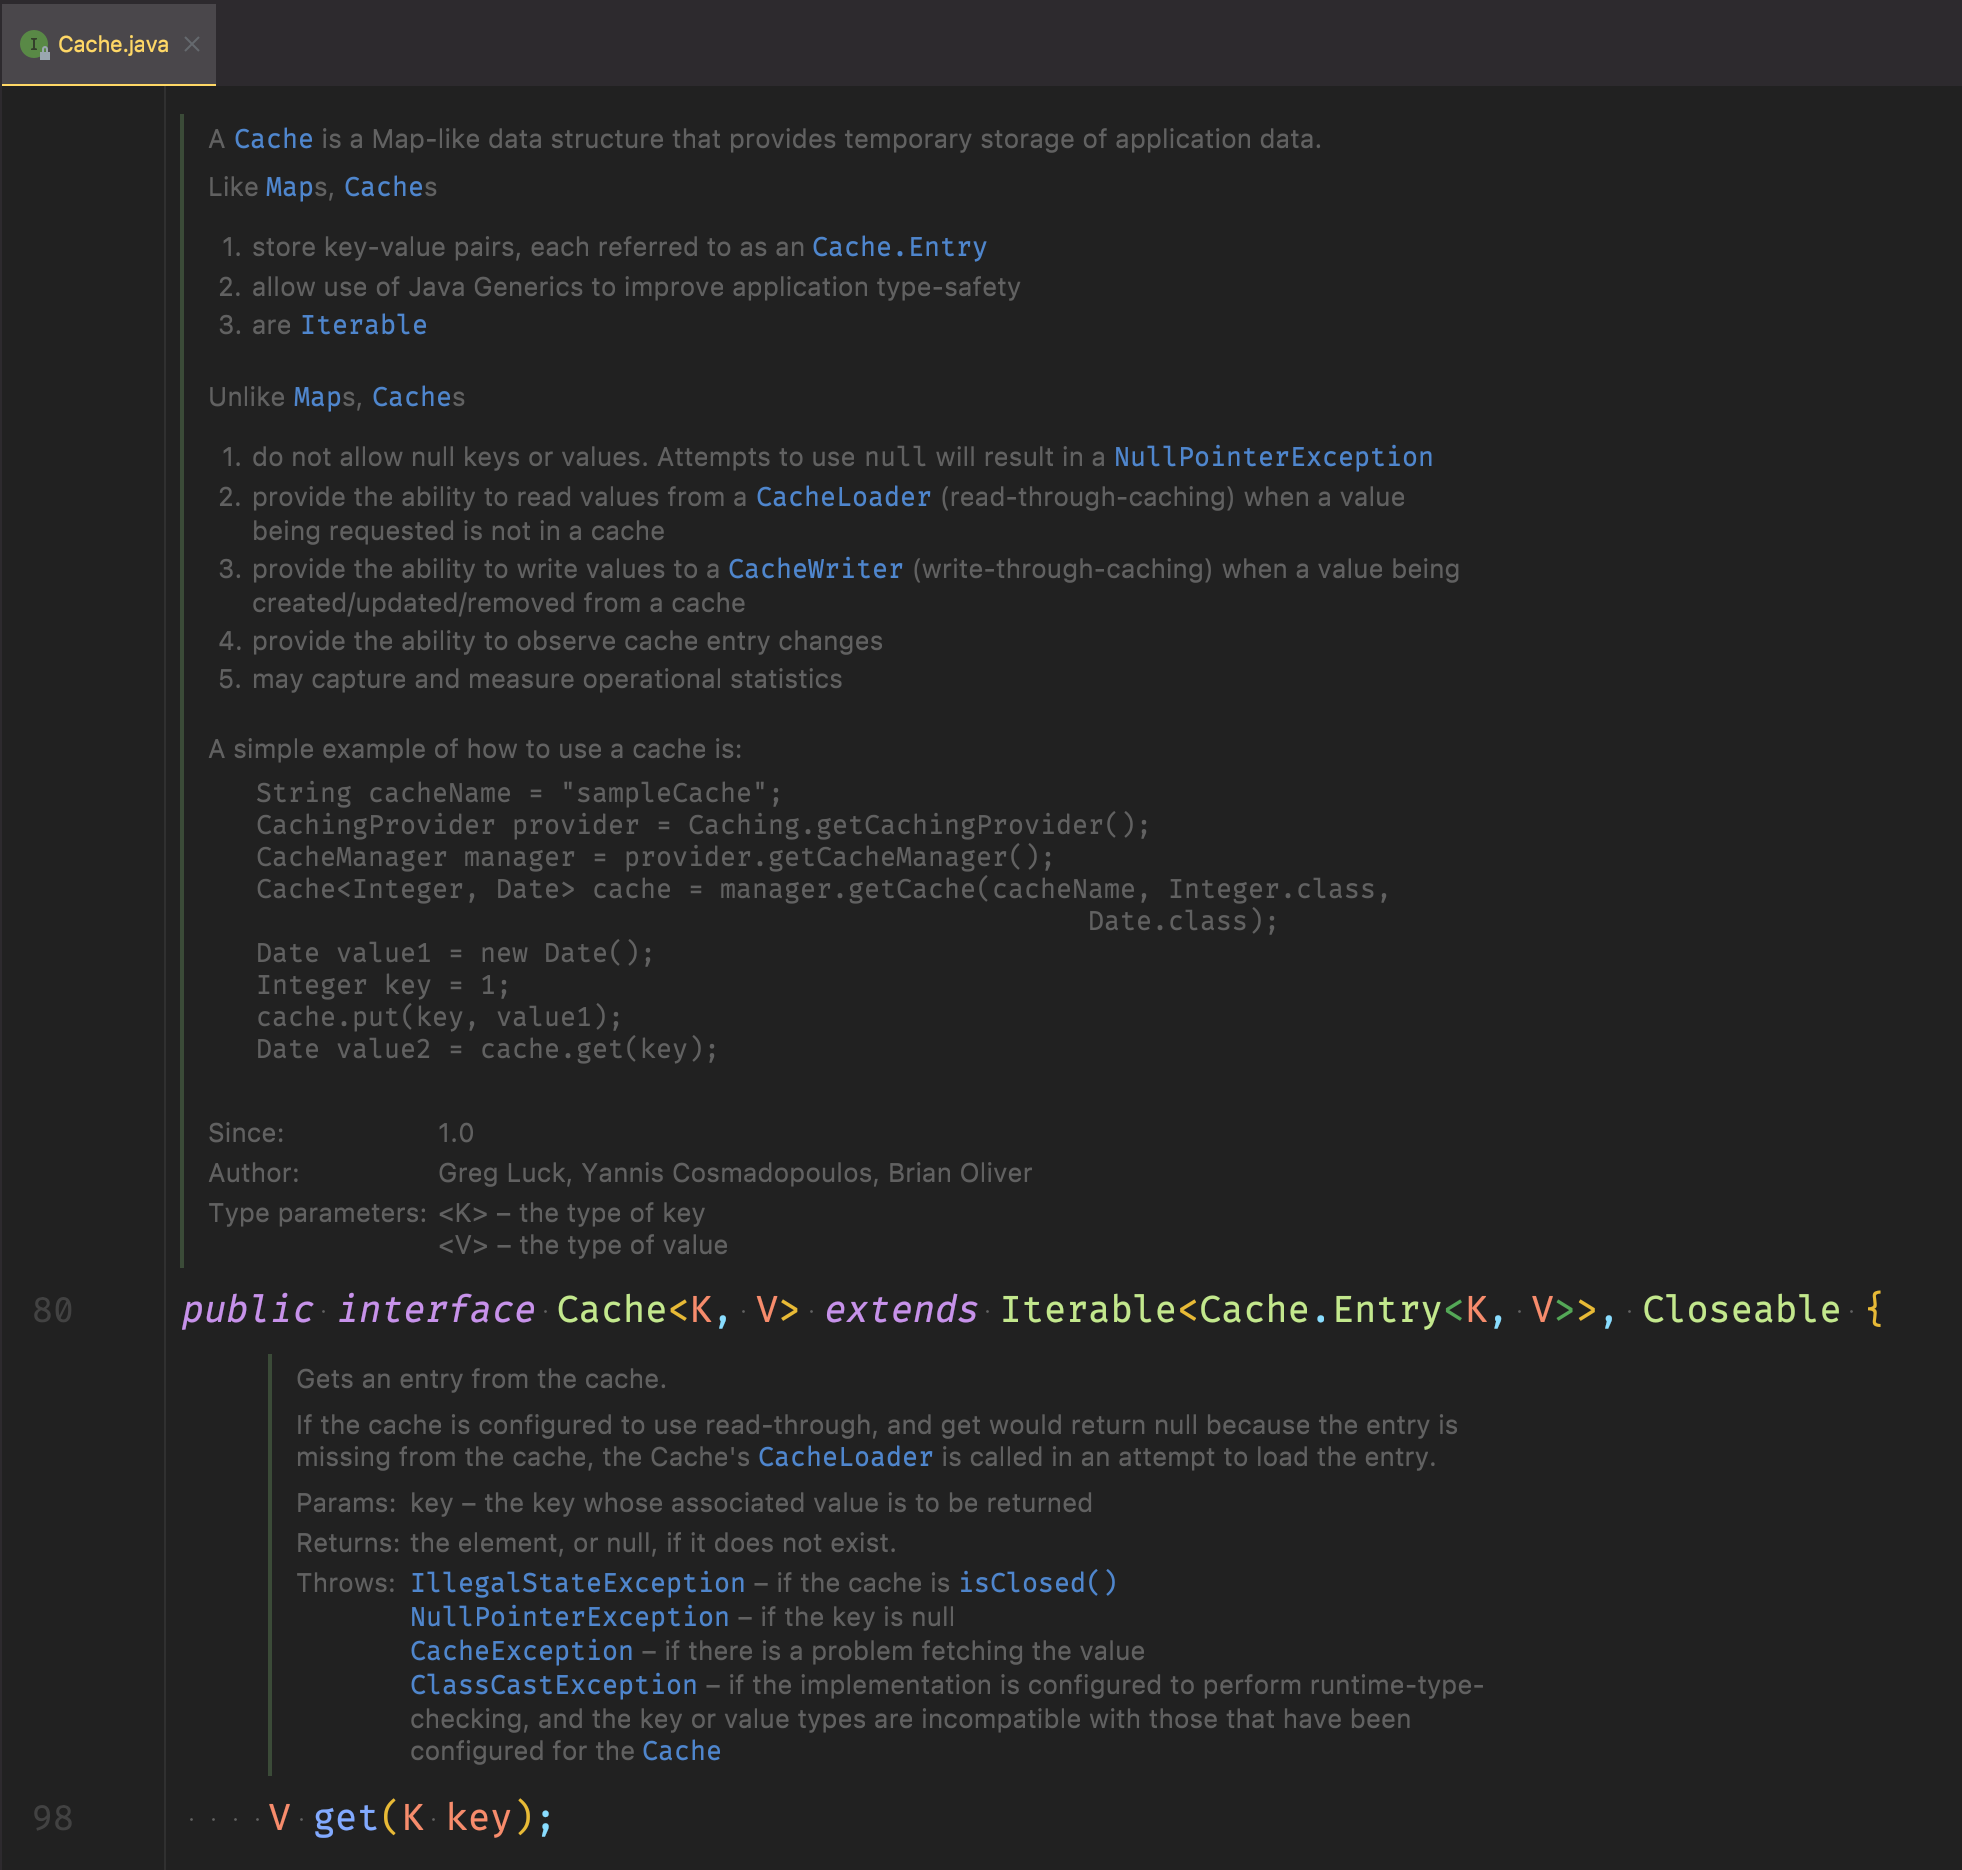 Cache.java
A Cache is a Map-like data structure that provides temporary storage of application data.
Like Maps, Caches
1. store key-value pairs, each referred to as an Cache.Entry
2. allow use of Java Generics to improve application type-safety
3. are Iterable
Unlike Maps, Caches
1. do not allow null keys or values. Attempts to use null will result in a NullPointerException
2. provide the ability to read values from a CacheLoader (read-through-caching) when a value
being requested is not in a cache
3. provide the ability to write values to a CacheWriter (write-through-caching) when a value being
created/updated/removed from a cache
4. provide the ability to observe cache entry changes
5. may capture and measure operational statistics
A simple example of how to use a cache is:
String cacheName = "sampleCache";
CachingProvider provider = Caching.getCachingProvider();
CacheManager manager = provider.getCacheManager();
Cache<Integer, Date> cache = manager.getCache(cacheName, Integer.class,
Date.class);
Date value1 = new Date();
Integer key = 1;
cache.put(key, value1);
Date value2 = cache.get(key);
Since: 1.0
Author: Greg Luck, Yannis Cosmadopoulos, Brian Oliver
Type parameters: <K> – the type of key
<V> – the type of value
80 public interface Cache<K, V> extends Iterable<Cache.Entry<K, V>>, Closeable {
Gets an entry from the cache.
If the cache is configured to use read-through, and get would return null because the entry is
missing from the cache, the Cache's CacheLoader is called in an attempt to load the entry.
Params: key – the key whose associated value is to be returned
Returns: the element, or null, if it does not exist.
Throws: IllegalStateException – if the cache is isClosed()
NullPointerException – if the key is null
CacheException – if there is a problem fetching the value
ClassCastException – if the implementation is configured to perform runtime-type-
checking, and the key or value types are incompatible with those that have been
configured for the Cache
98 V get(K key);